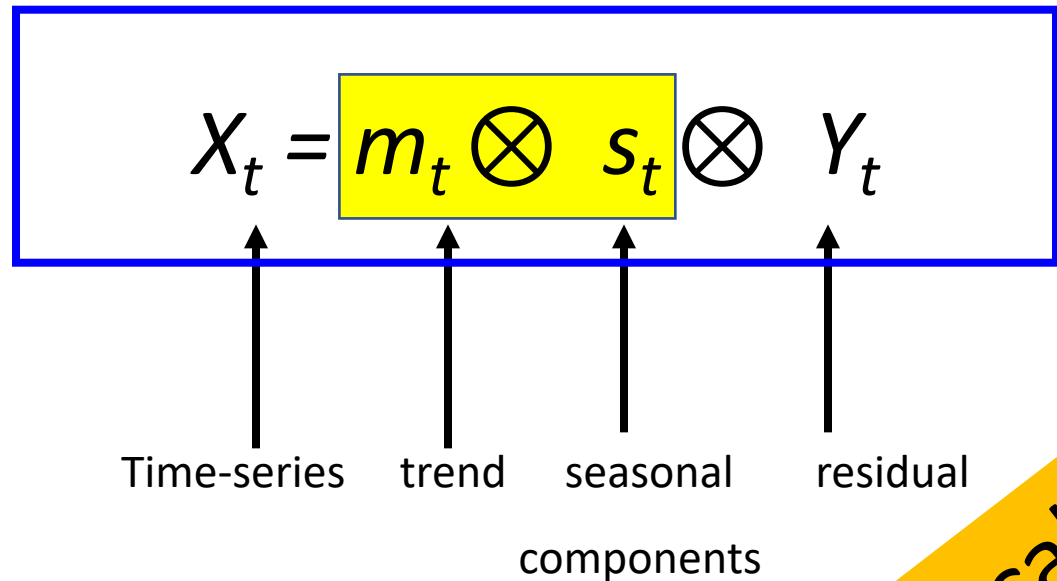 X_t = m_t ⊗ s_t ⊗ Y_t
Time-series trend seasonal residual
components